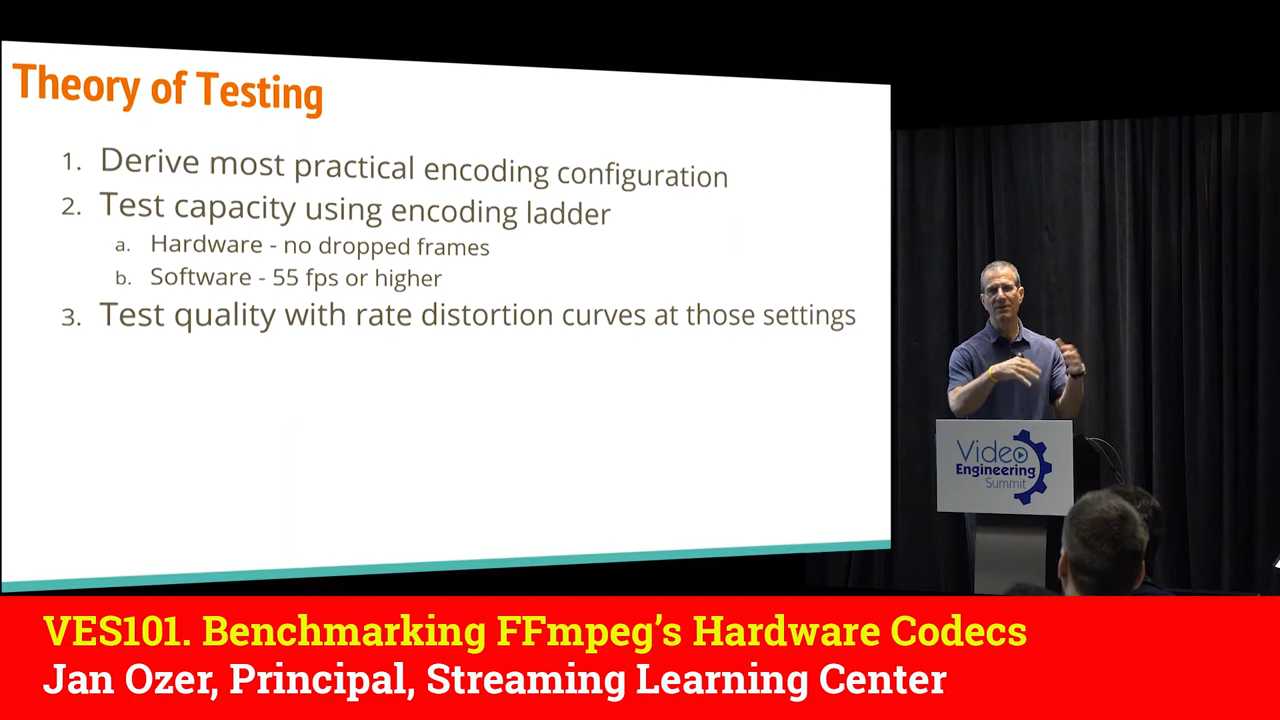 Theory of Testing
1. Derive most practical encoding configuration
2. Test capacity using encoding ladder
a. Hardware - no dropped frames
b. Software - 55 fps or higher
3. Test quality with rate distortion curves at those settings
Video
Engineering
Summit
VES101. Benchmarking FFmpeg’s Hardware Codecs
Jan Ozer, Principal, Streaming Learning Center